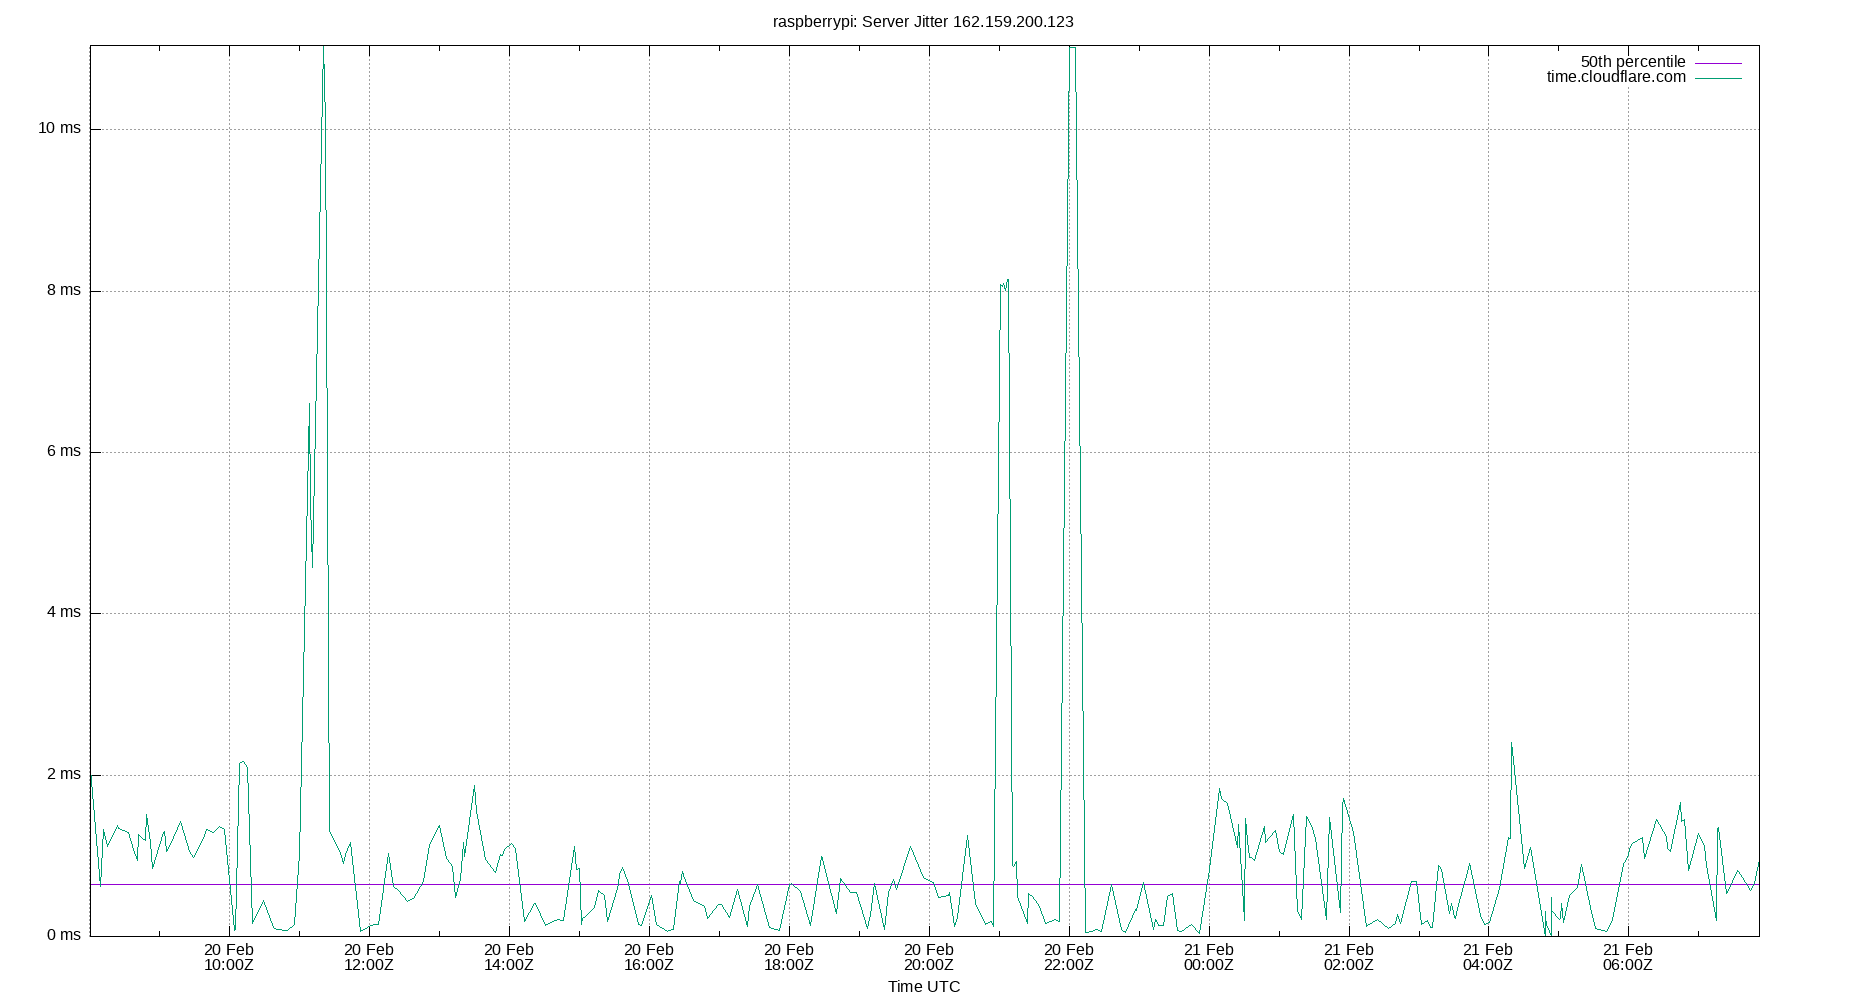 raspberrypi: Server Jitter 162.159.200.123
50th percentile
time.cloudflare.com
10 ms
8 ms
6 ms
4 ms
2 ms
0 ms
20 Feb 20 Feb 20 Feb 20 Feb 20 Feb 20 Feb 20 Feb 21 Feb 21 Feb 21 Feb 21 Feb
10:00Z 12:00Z 14:00Z 16:00Z 18:00Z 20:00Z 22:00Z 00:00Z 02:00Z 04:00Z 06:00Z
Time UTC